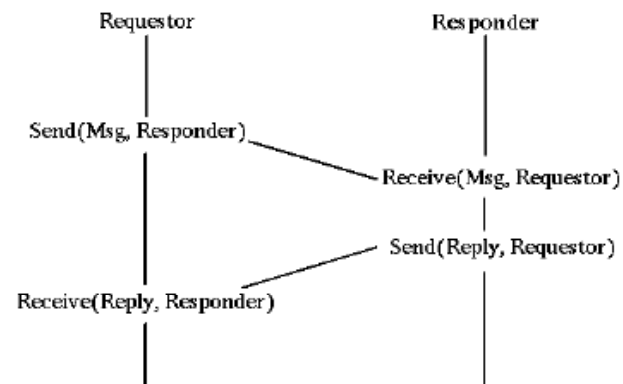 Requestor
Responder
Send(Msg, Responder)
Receive(Msg, Requestor)
Send(Reply, Requestor)
Receive(Reply, Responder)